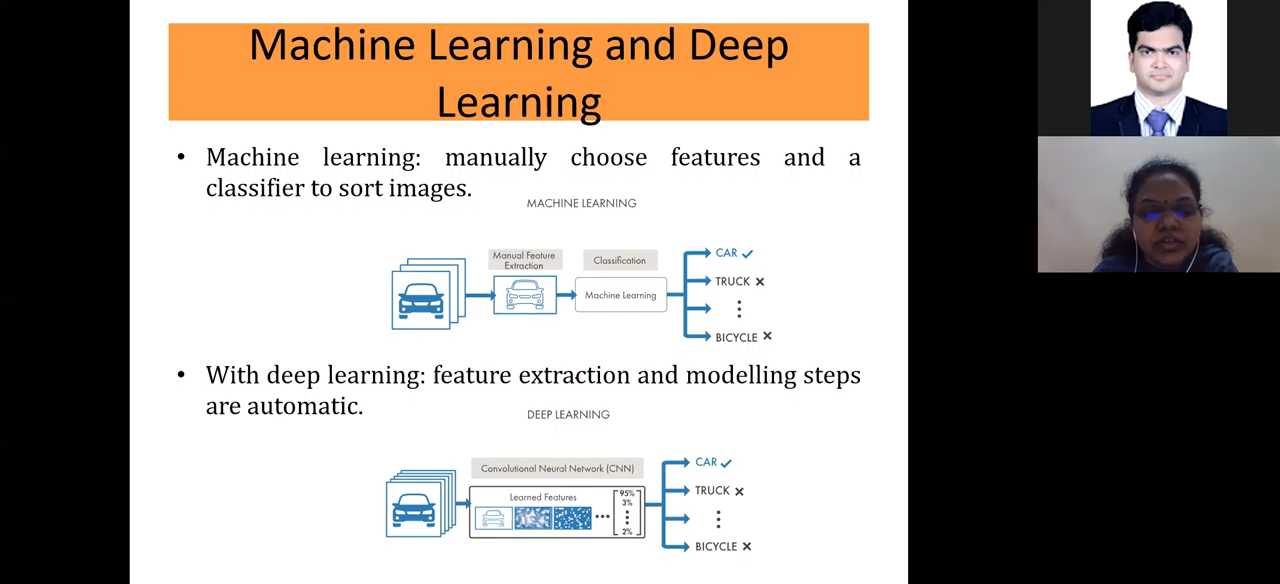 Machine Learning and Deep
Learning
• Machine learning: manually choose features and a
classifier to sort images.
MACHINE LEARNING
Manual Feature
Extraction
Classification
Machine Learning
CAR ✓
TRUCK ✕
⋮
BICYCLE ✕
• With deep learning: feature extraction and modelling steps
are automatic.
DEEP LEARNING
Convolutional Neural Network (CNN)
Learned Features
95%
3%
⋮
2%
•••
CAR ✓
TRUCK ✕
⋮
BICYCLE ✕